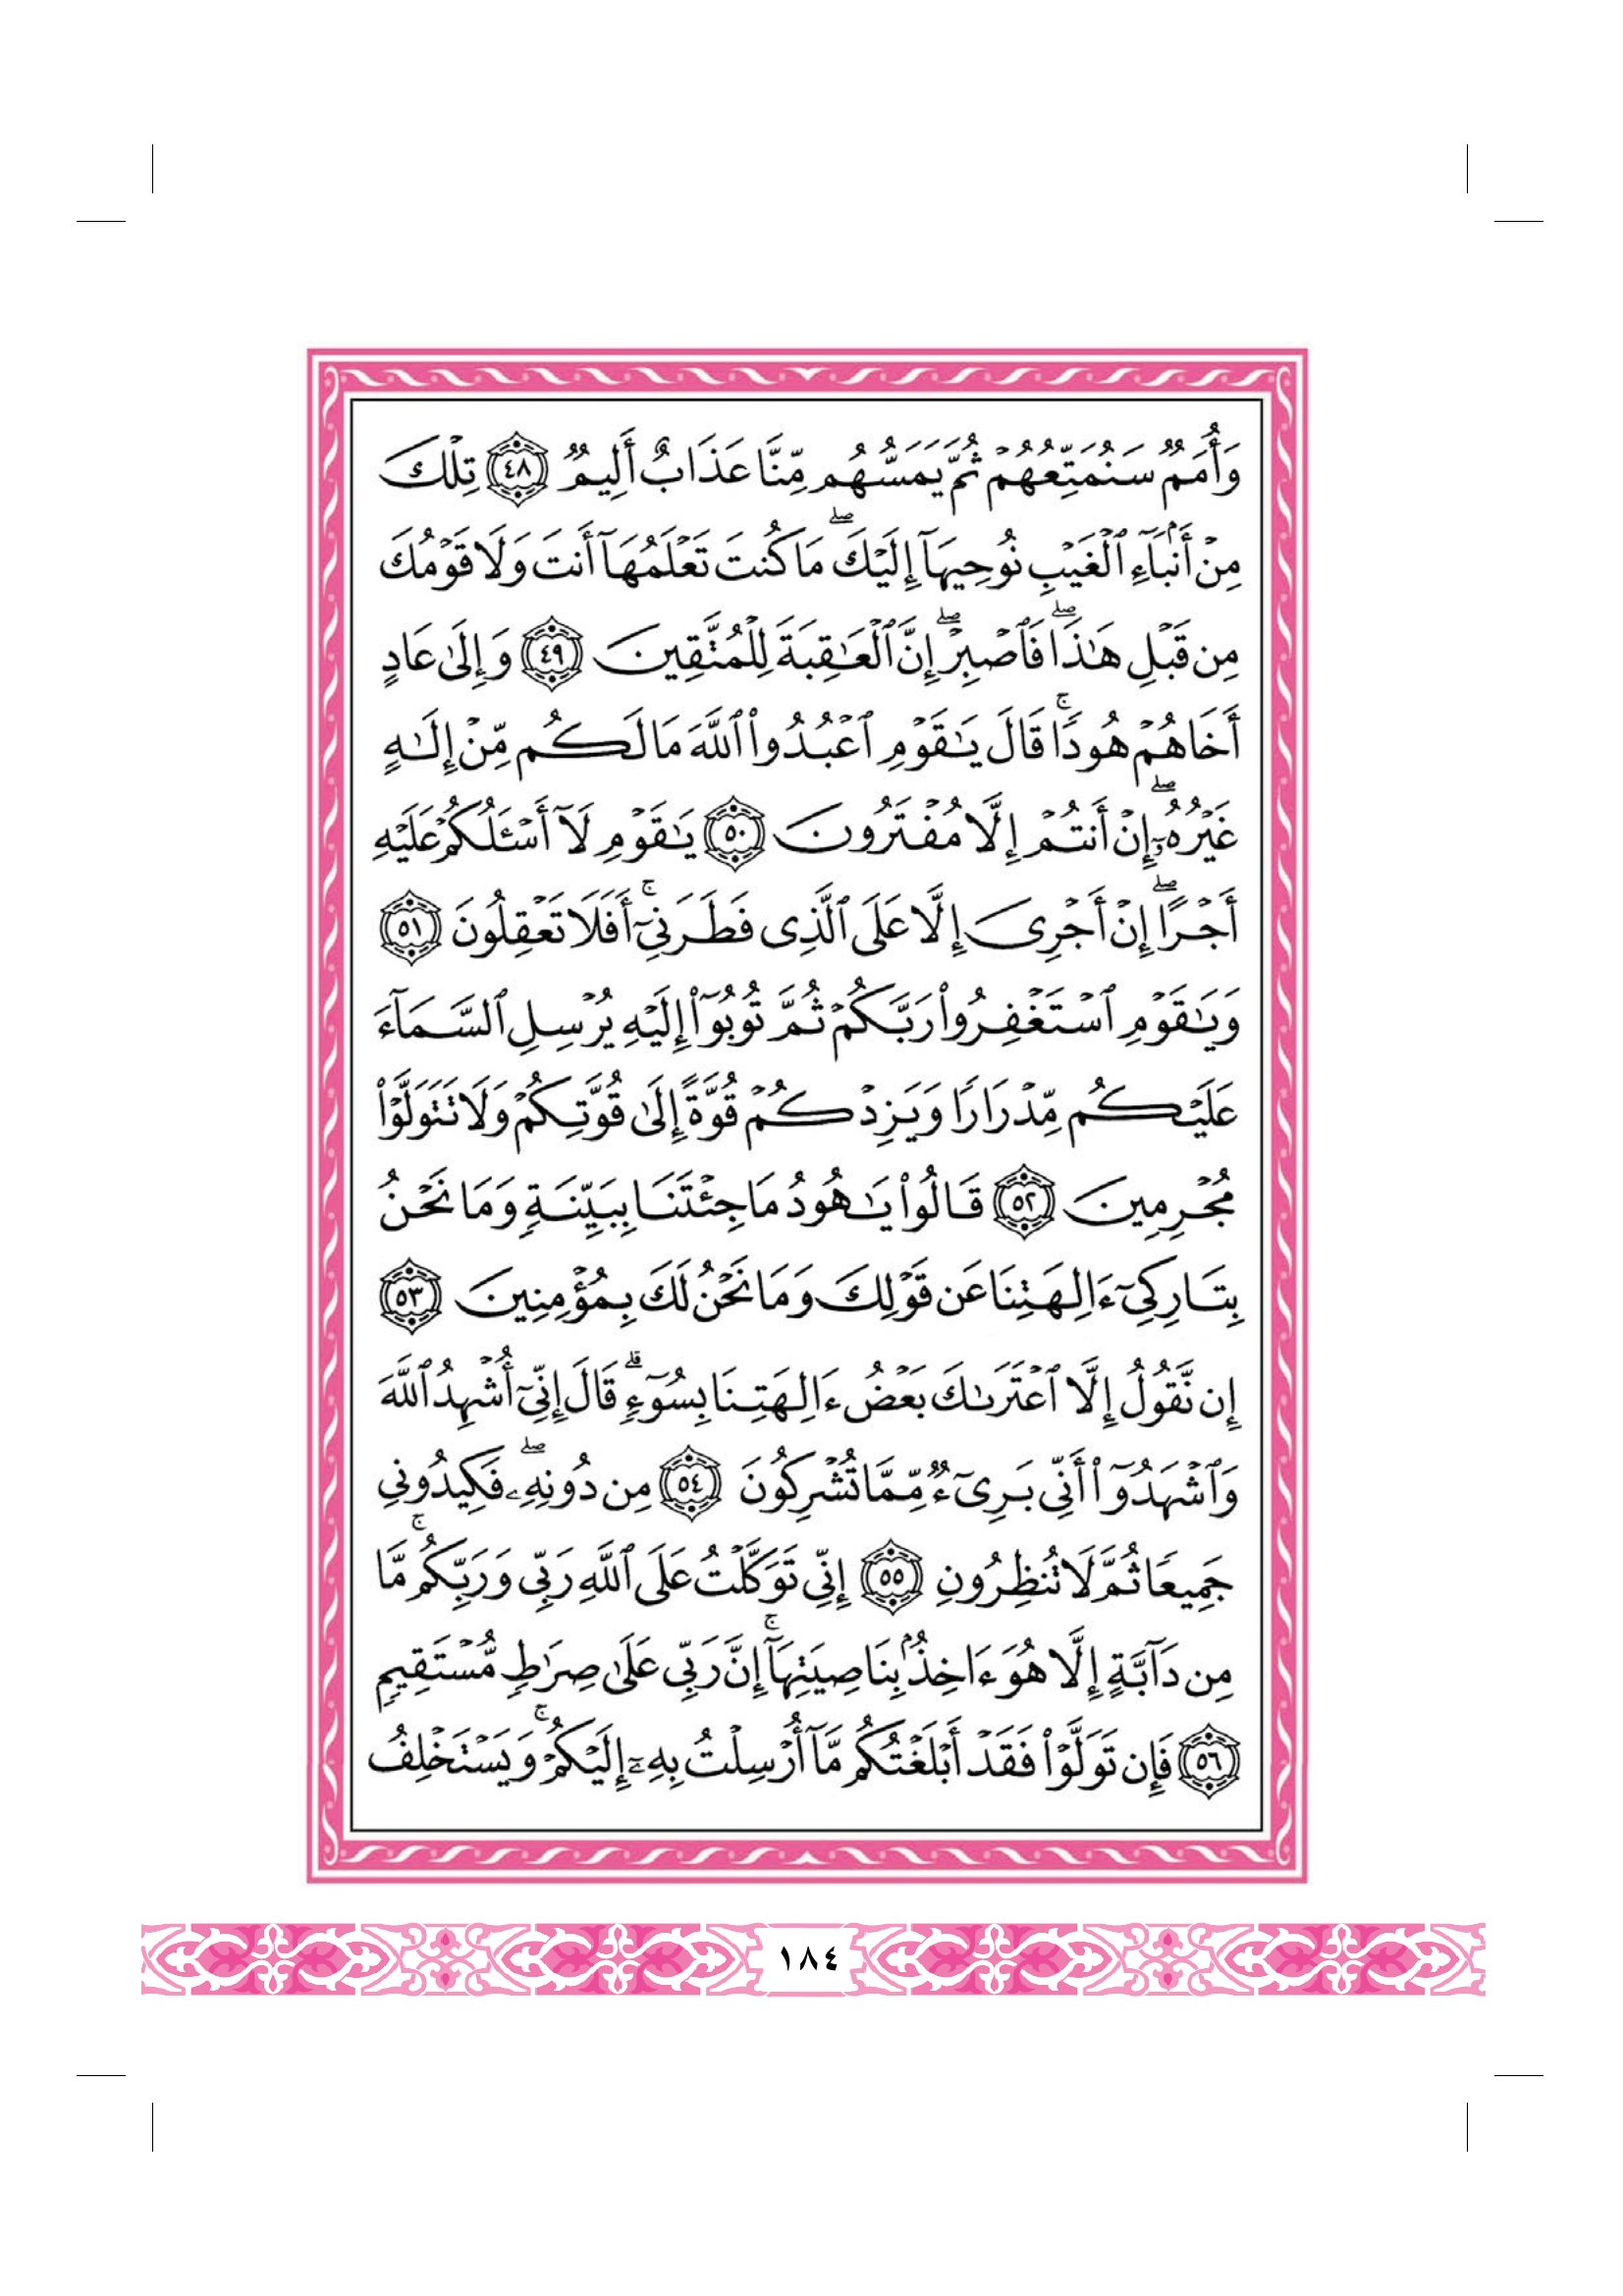 وَأُمَمٌ سَنُمَتِّعُهُمْ ثُمَّ يَمَسُّهُم مِّنَّا عَذَابٌ أَلِيمٌ ﴿٤٨﴾ تِلْكَ
مِنْ أَنۢبَآءِ ٱلْغَيْبِ نُوحِيهَآ إِلَيْكَ ۖ مَا كُنتَ تَعْلَمُهَآ أَنتَ وَلَا قَوْمُكَ
مِن قَبْلِ هَـٰذَا ۖ فَٱصْبِرْ ۖ إِنَّ ٱلْعَـٰقِبَةَ لِلْمُتَّقِينَ ﴿٤٩﴾ وَإِلَىٰ عَادٍ
أَخَاهُمْ هُودًا ۚ قَالَ يَـٰقَوْمِ ٱعْبُدُوا۟ ٱللَّهَ مَا لَكُم مِّنْ إِلَـٰهٍ
غَيْرُهُۥٓ ۖ إِنْ أَنتُمْ إِلَّا مُفْتَرُونَ ﴿٥٠﴾ يَـٰقَوْمِ لَآ أَسْـَٔلُكُمْ عَلَيْهِ
أَجْرًا ۖ إِنْ أَجْرِىَ إِلَّا عَلَى ٱلَّذِى فَطَرَنِىٓ ۚ أَفَلَا تَعْقِلُونَ ﴿٥١﴾
وَيَـٰقَوْمِ ٱسْتَغْفِرُوا۟ رَبَّكُمْ ثُمَّ تُوبُوٓا۟ إِلَيْهِ يُرْسِلِ ٱلسَّمَآءَ
عَلَيْكُم مِّدْرَارًا وَيَزِدْكُمْ قُوَّةً إِلَىٰ قُوَّتِكُمْ وَلَا تَتَوَلَّوْا۟
مُجْرِمِينَ ﴿٥٢﴾ قَالُوا۟ يَـٰهُودُ مَا جِئْتَنَا بِبَيِّنَةٍ وَمَا نَحْنُ
بِتَارِكِىٓ ءَالِهَتِنَا عَن قَوْلِكَ وَمَا نَحْنُ لَكَ بِمُؤْمِنِينَ ﴿٥٣﴾
إِن نَّقُولُ إِلَّا ٱعْتَرَىٰكَ بَعْضُ ءَالِهَتِنَا بِسُوٓءٍ ۗ قَالَ إِنِّىٓ أُشْهِدُ ٱللَّهَ
وَٱشْهَدُوٓا۟ أَنِّى بَرِىٓءٌ مِّمَّا تُشْرِكُونَ ﴿٥٤﴾ مِن دُونِهِۦ ۖ فَكِيدُونِى
جَمِيعًا ثُمَّ لَا تُنظِرُونِ ﴿٥٥﴾ إِنِّى تَوَكَّلْتُ عَلَى ٱللَّهِ رَبِّى وَرَبِّكُم ۚ مَّا
مِن دَآبَّةٍ إِلَّا هُوَ ءَاخِذٌۢ بِنَاصِيَتِهَآ ۚ إِنَّ رَبِّى عَلَىٰ صِرَٰطٍ مُّسْتَقِيمٍ
﴿٥٦﴾ فَإِن تَوَلَّوْا۟ فَقَدْ أَبْلَغْتُكُم مَّآ أُرْسِلْتُ بِهِۦٓ إِلَيْكُمْ ۚ وَيَسْتَخْلِفُ
١٨٤